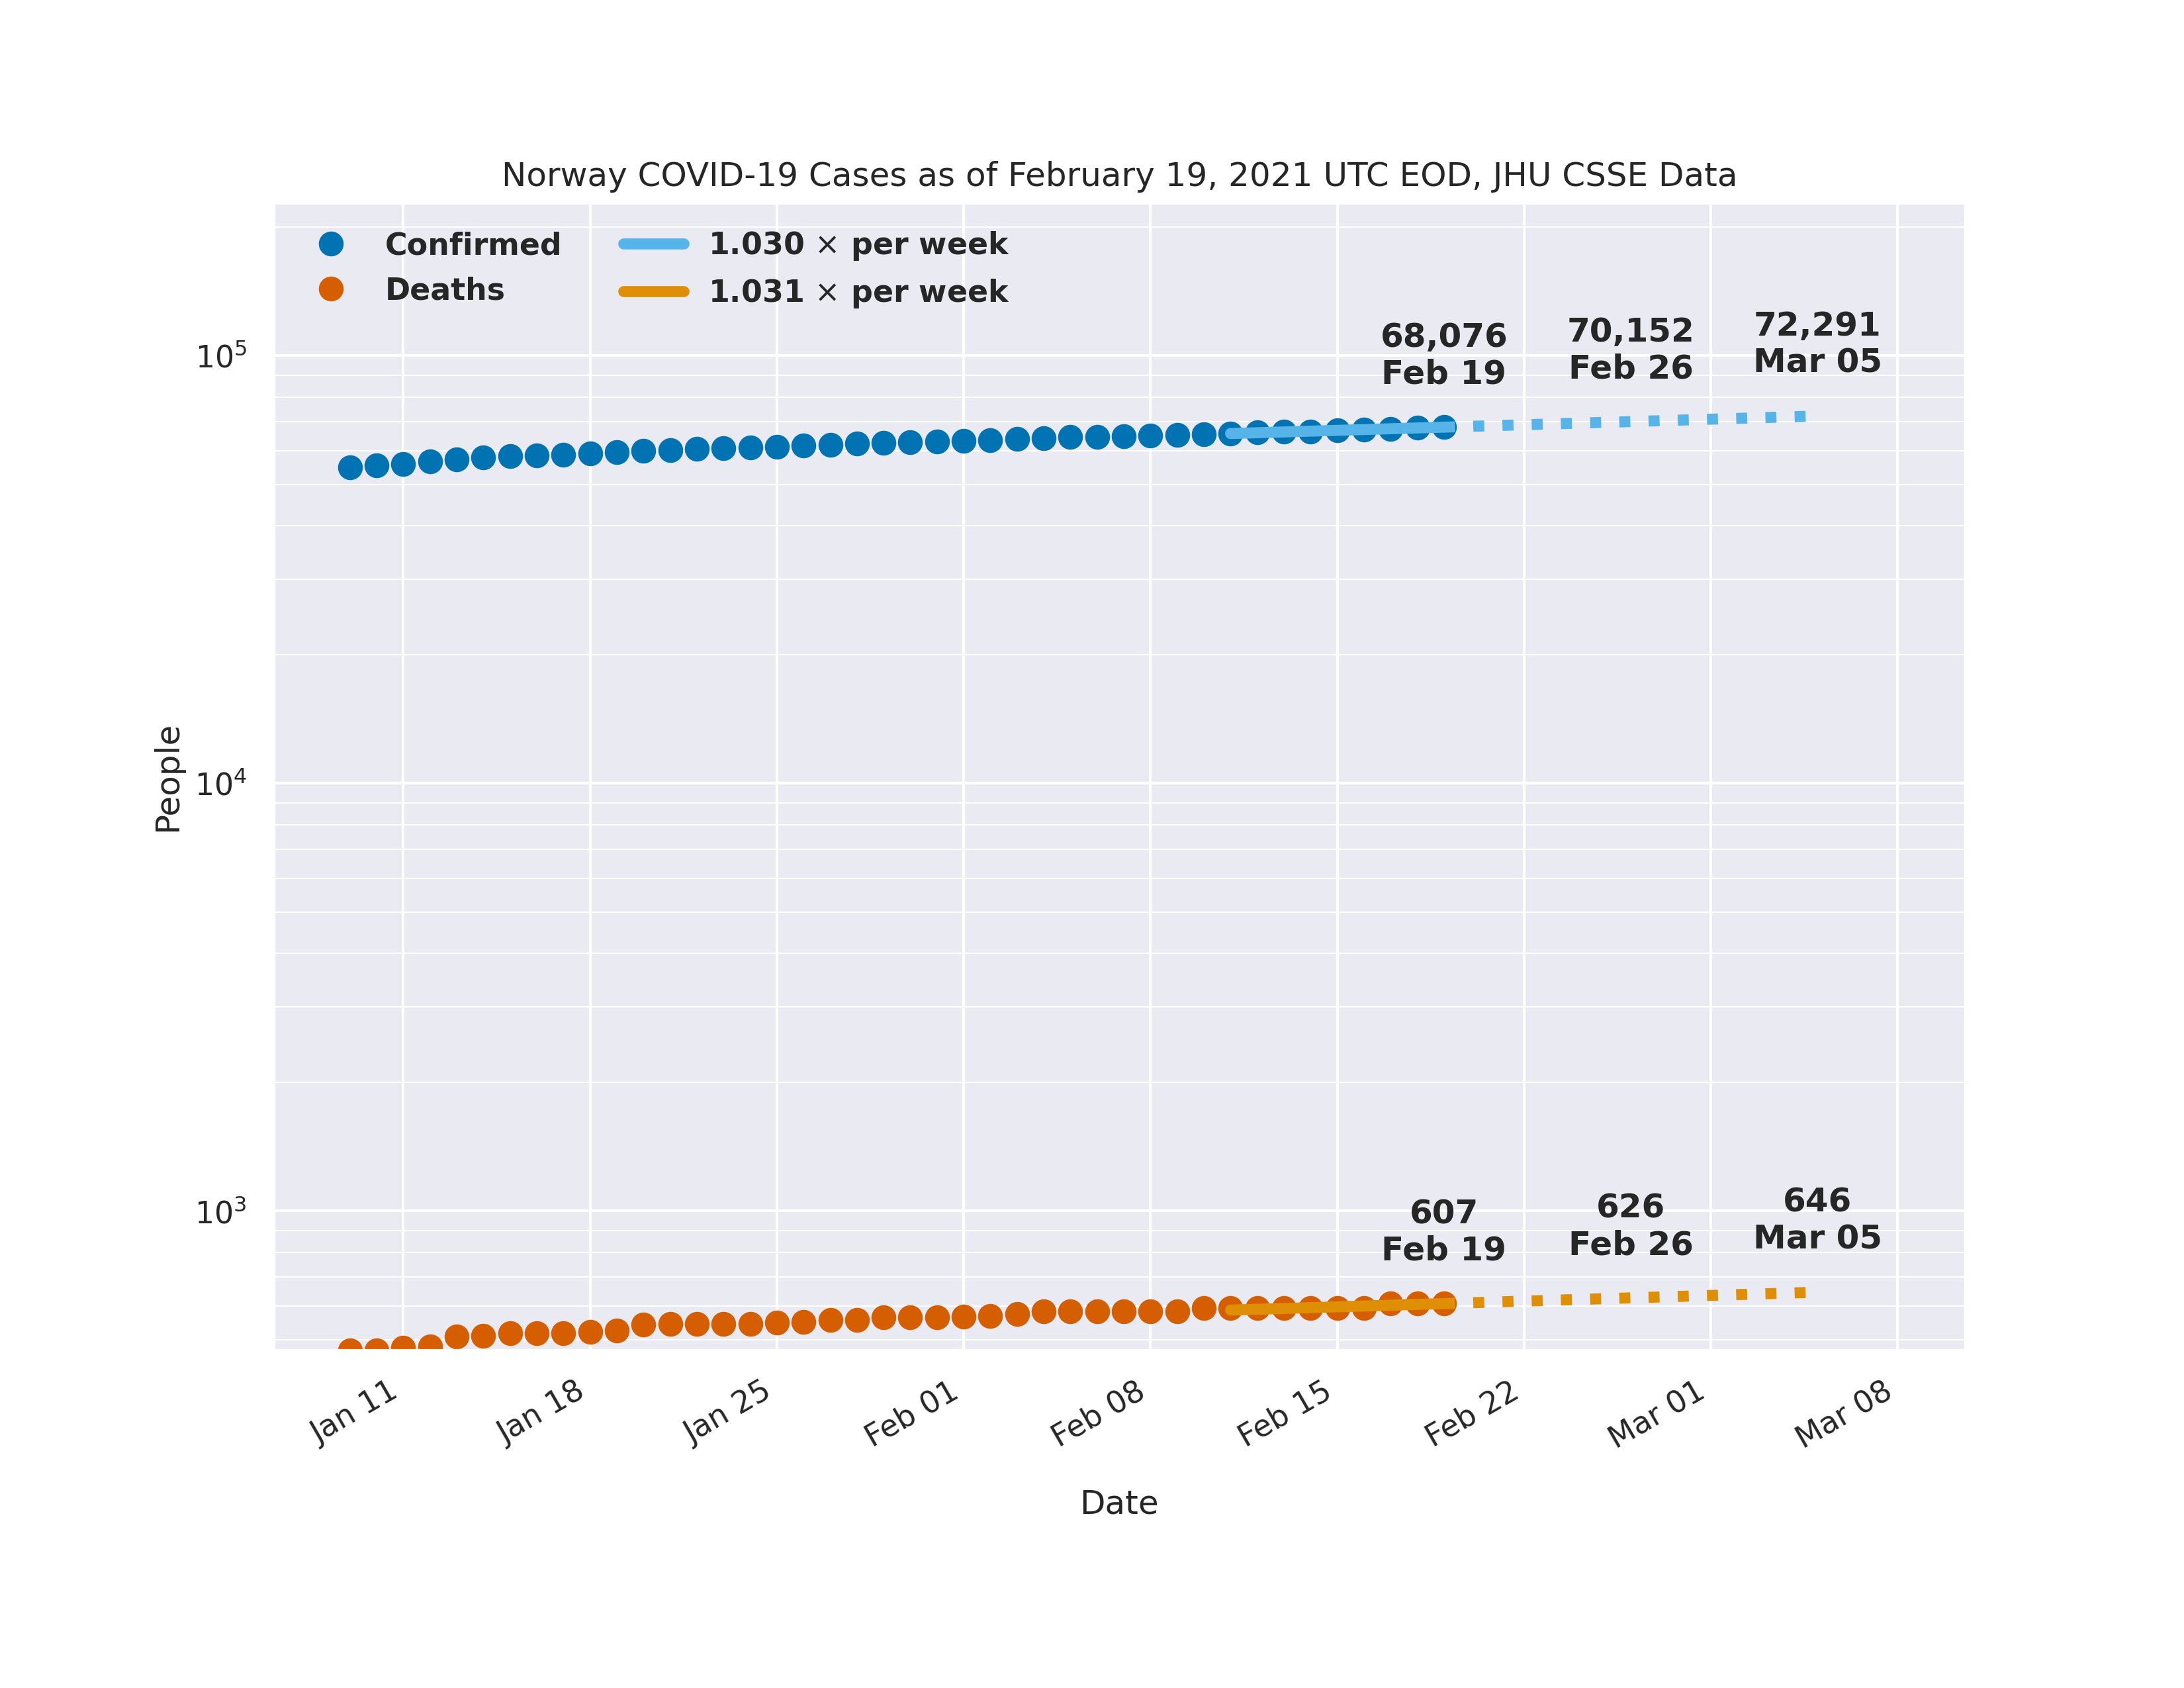 Norway COVID-19 Cases as of February 19, 2021 UTC EOD, JHU CSSE Data
Confirmed
Deaths
1.030 × per week
1.031 × per week
68,076
Feb 19
70,152
Feb 26
72,291
Mar 05
10⁵
10⁴
10³
People
607
Feb 19
626
Feb 26
646
Mar 05
Jan 11
Jan 18
Jan 25
Feb 01
Feb 08
Feb 15
Feb 22
Mar 01
Mar 08
Date